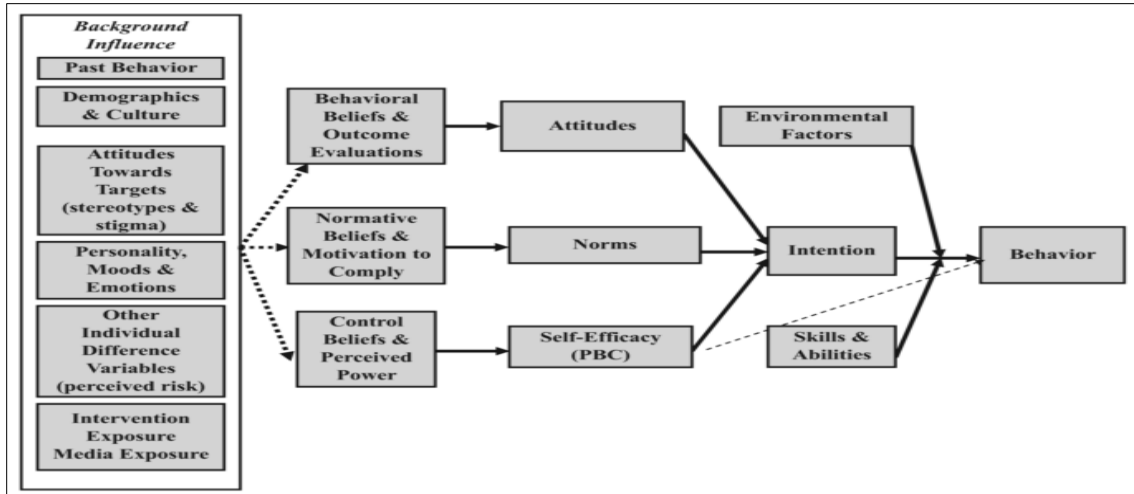 Background
Influence
Past Behavior
Demographics
& Culture
Attitudes
Towards
Targets
(stereotypes &
stigma)
Personality,
Moods &
Emotions
Other
Individual
Difference
Variables
(perceived risk)
Intervention
Exposure
Media Exposure
Behavioral
Beliefs &
Outcome
Evaluations
Normative
Beliefs &
Motivation to
Comply
Control
Beliefs &
Perceived
Power
Attitudes
Norms
Self-Efficacy
(PBC)
Intention
Environmental
Factors
Skills &
Abilities
Behavior